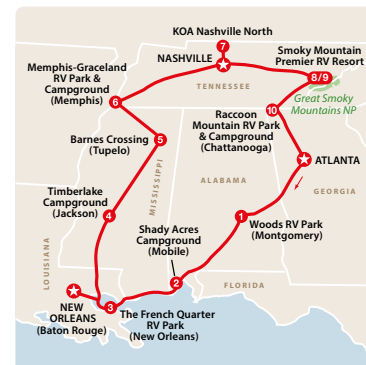 KOA Nashville North
7
NASHVILLE
Smoky Mountain
Premier RV Resort
8/9
Memphis-Graceland
RV Park &
Campground
(Memphis)
6
TENNESSEE
Great Smoky
Mountains NP
10
Raccoon
Mountain RV Park
& Campground
(Chattanooga)
Barnes Crossing
(Tupelo)
5
ATLANTA
MISSISSIPPI
ALABAMA
GEORGIA
Timberlake
Campground
(Jackson)
4
1
Woods RV Park
(Montgomery)
Shady Acres
Campground
(Mobile)
LOUISIANA
2
FLORIDA
NEW
ORLEANS
(Baton Rouge)
3
The French Quarter
RV Park
(New Orleans)